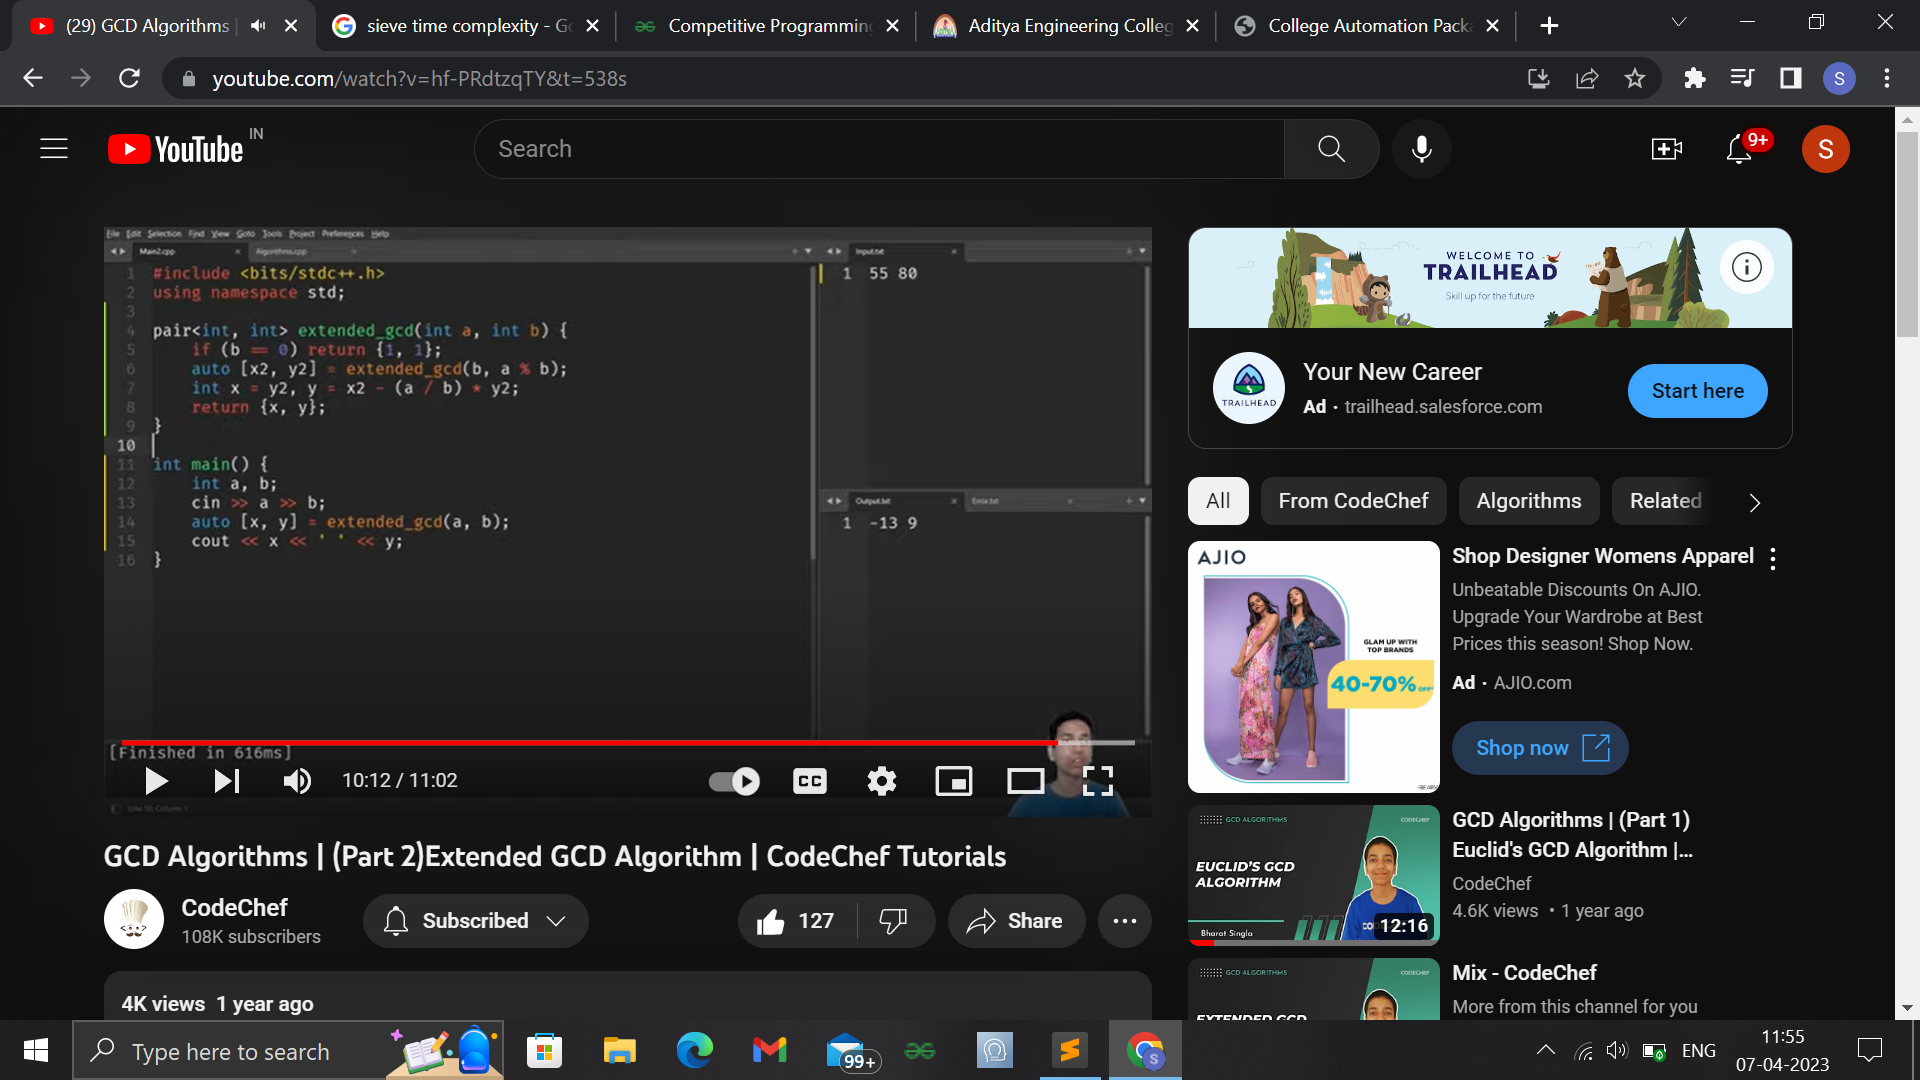 (29) GCD Algorithms |
sieve time complexity - Go
Competitive Programming
Aditya Engineering Colleg
College Automation Packa
youtube.com/watch?v=hf-PRdtzqTY&t=538s
S
YouTube IN
Search
9+
S
File Edit Selection Find View Goto Tools Project Preferences Help
Main2.cpp
Algorithms.cpp
1 #include <bits/stdc++.h>
2 using namespace std;
3
4 pair<int, int> extended_gcd(int a, int b) {
5 if (b == 0) return {1, 1};
6 auto [x2, y2] = extended_gcd(b, a % b);
7 int x = y2, y = x2 - (a / b) * y2;
8 return {x, y};
9 }
10
11 int main() {
12 int a, b;
13 cin >> a >> b;
14 auto [x, y] = extended_gcd(a, b);
15 cout << x << ' ' << y;
16 }
Input.txt
1 55 80
Output.txt
Error.txt
1 -13 9
[Finished in 616ms]
10:12 / 11:02
CC
Line 10, Column 1
GCD Algorithms | (Part 2)Extended GCD Algorithm | CodeChef Tutorials
CodeChef
108K subscribers
Subscribed
127
Share
4K views 1 year ago
WELCOME TO
TRAILHEAD
Skill up for the future
TRAILHEAD
Your New Career
Ad · trailhead.salesforce.com
Start here
All
From CodeChef
Algorithms
Related
AJIO
GLAM UP WITH
TOP BRANDS
40-70% OFF*
Shop Designer Womens Apparel
Unbeatable Discounts On AJIO.
Upgrade Your Wardrobe at Best
Prices this season! Shop Now.
Ad · AJIO.com
Shop now
GCD ALGORITHMS
CODECHEF
EUCLID'S GCD
ALGORITHM
Bharat Singla
12:16
GCD Algorithms | (Part 1)
Euclid's GCD Algorithm |...
CodeChef
4.6K views • 1 year ago
GCD ALGORITHMS
CODECHEF
EXTENDED GCD
Mix - CodeChef
More from this channel for you
Type here to search
99+
S
ENG
11:55
07-04-2023